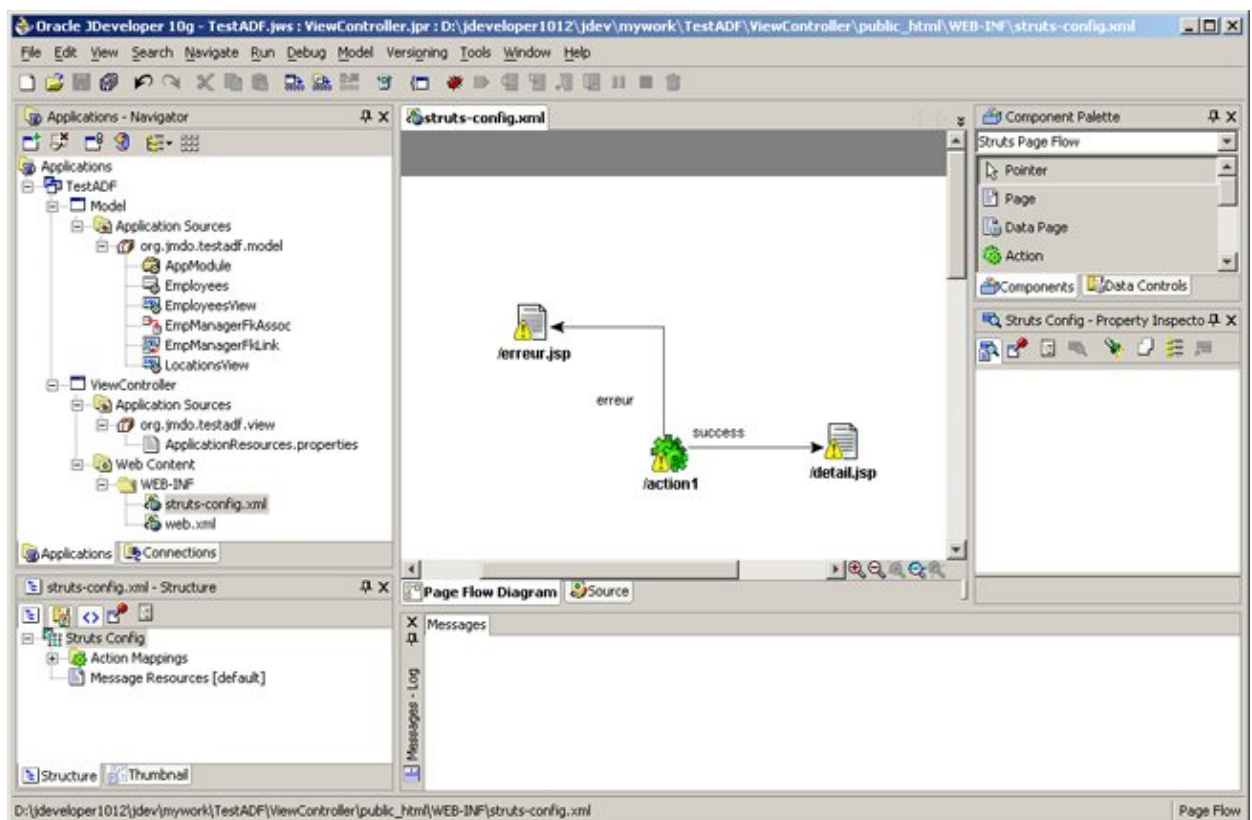 Oracle JDeveloper 10g - TestADF.jws : ViewController.jpr : D:\jdeveloper1012\jdev\mywork\TestADF\ViewController\public_html\WEB-INF\struts-config.xml
File Edit View Search Navigate Run Debug Model Versioning Tools Window Help
Applications - Navigator
Applications
TestADF
Model
Application Sources
org.jmdo.testadf.model
AppModule
Employees
EmployeesView
EmpManagerFkAssoc
EmpManagerFkLink
LocationsView
ViewController
Application Sources
org.jmdo.testadf.view
ApplicationResources.properties
Web Content
WEB-INF
struts-config.xml
web.xml
Applications Connections
struts-config.xml - Structure
Struts Config
Action Mappings
Message Resources [default]
Structure Thumbnail
struts-config.xml
/erreur.jsp
erreur
success
/action1
/detail.jsp
Page Flow Diagram Source
Messages
Messages - Log
Component Palette
Struts Page Flow
Pointer
Page
Data Page
Action
Components Data Controls
Struts Config - Property Inspecto
D:\jdeveloper1012\jdev\mywork\TestADF\ViewController\public_html\WEB-INF\struts-config.xml
Page Flow